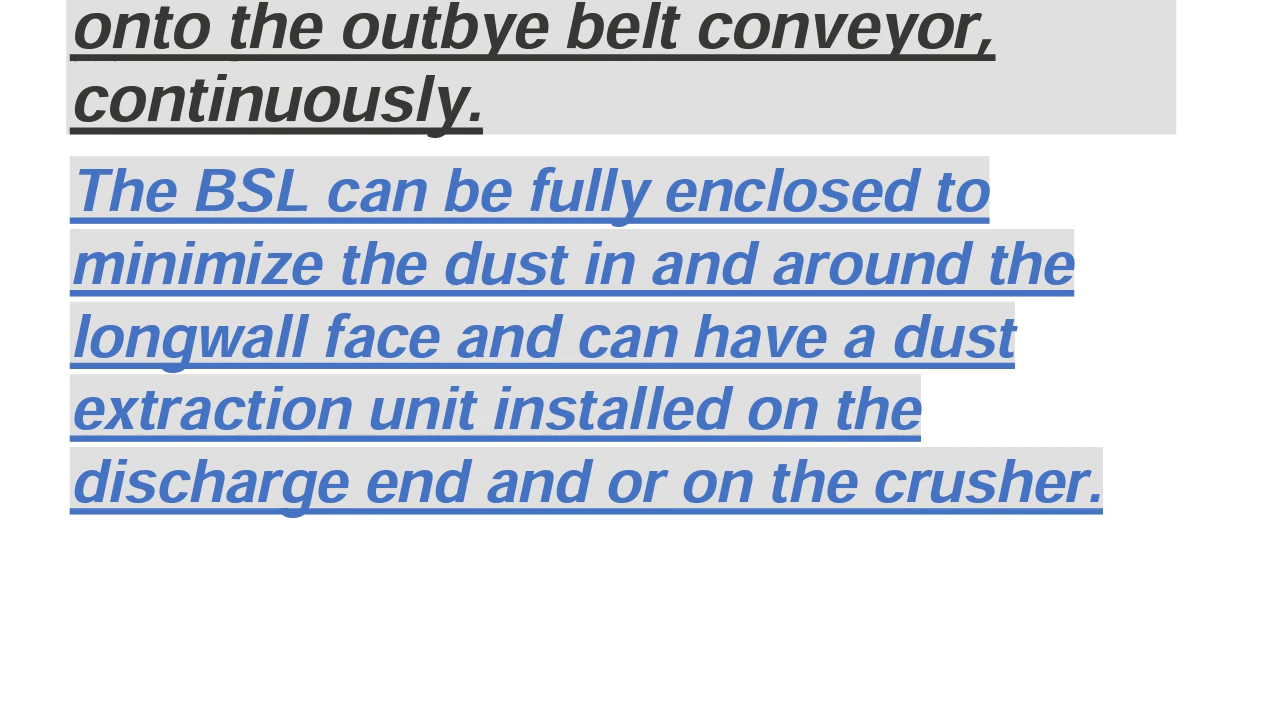 onto the outbye belt conveyor,
continuously.
The BSL can be fully enclosed to
minimize the dust in and around the
longwall face and can have a dust
extraction unit installed on the
discharge end and or on the crusher.